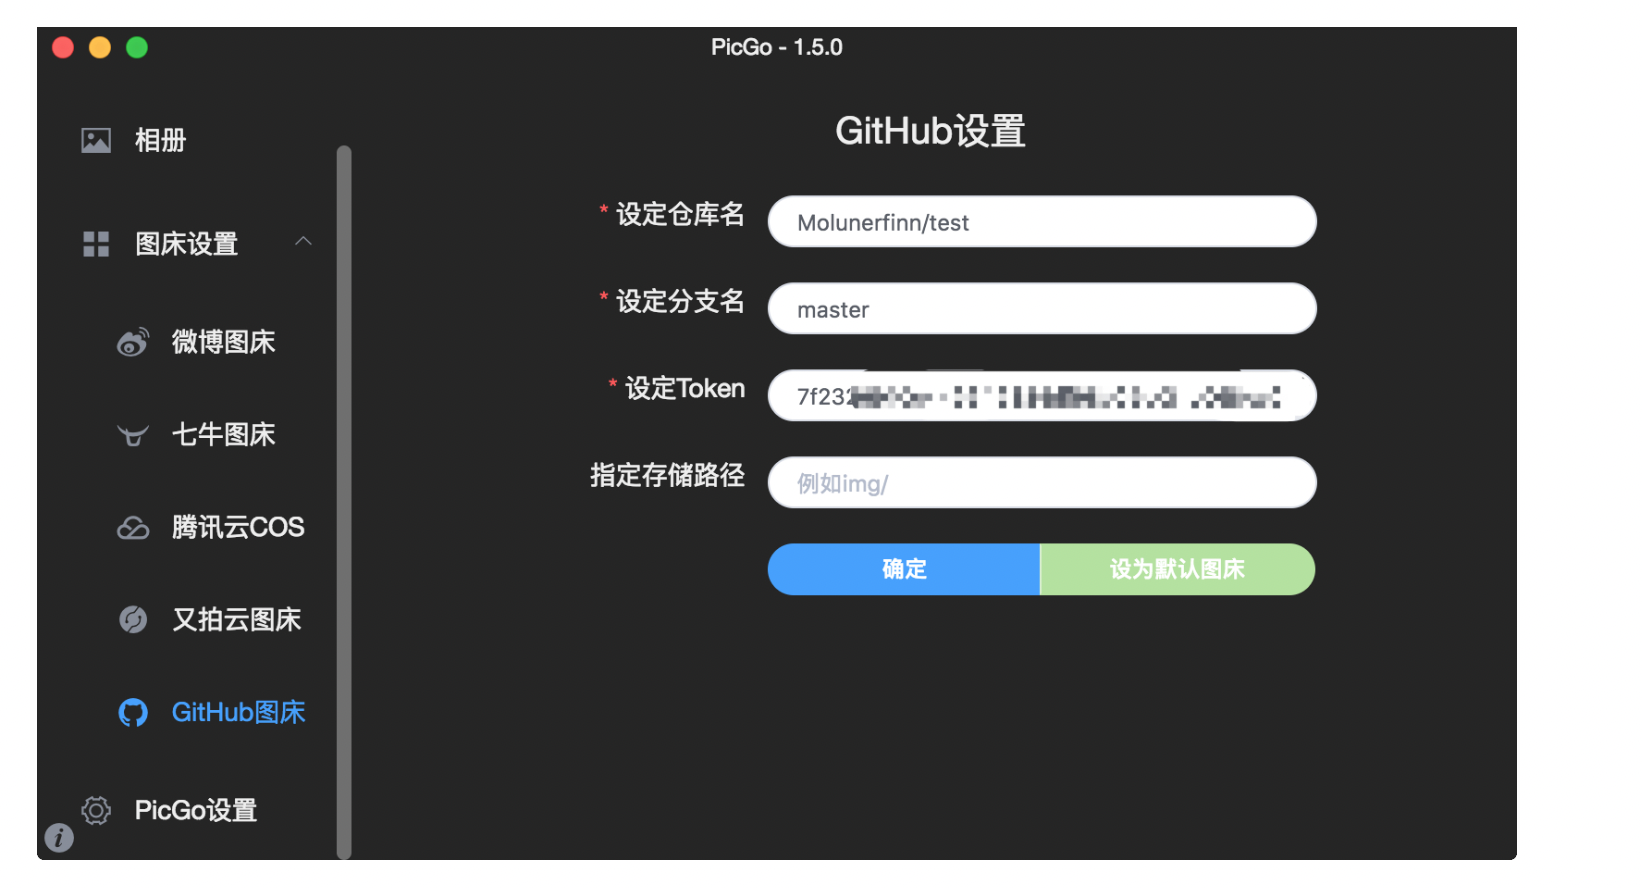 PicGo - 1.5.0
相册
图床设置
微博图床
七牛图床
腾讯云COS
又拍云图床
GitHub图床
PicGo设置
GitHub设置
* 设定仓库名
Molunerfinn/test
* 设定分支名
master
* 设定Token
7f232
指定存储路径
例如img/
确定
设为默认图床